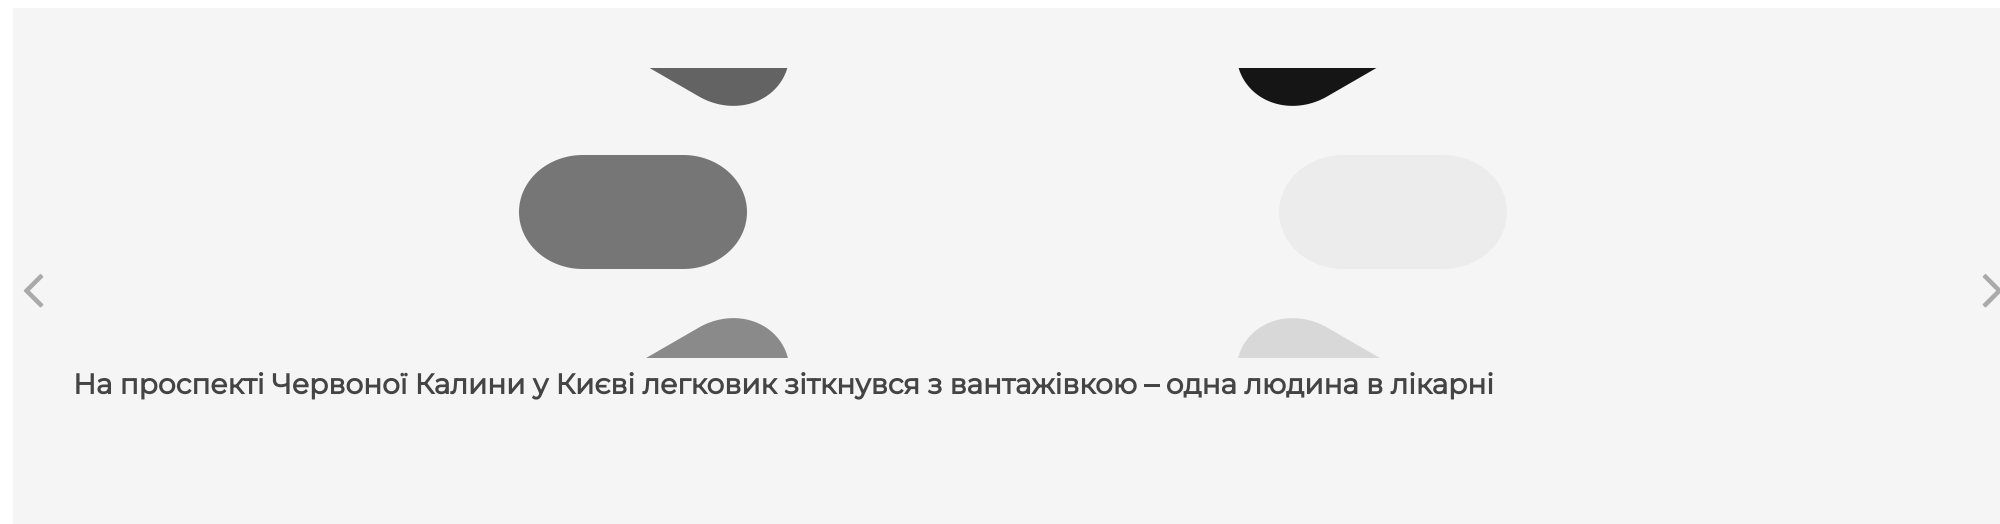 На проспекті Червоної Калини у Києві легковик зіткнувся з вантажівкою – одна людина в лікарні